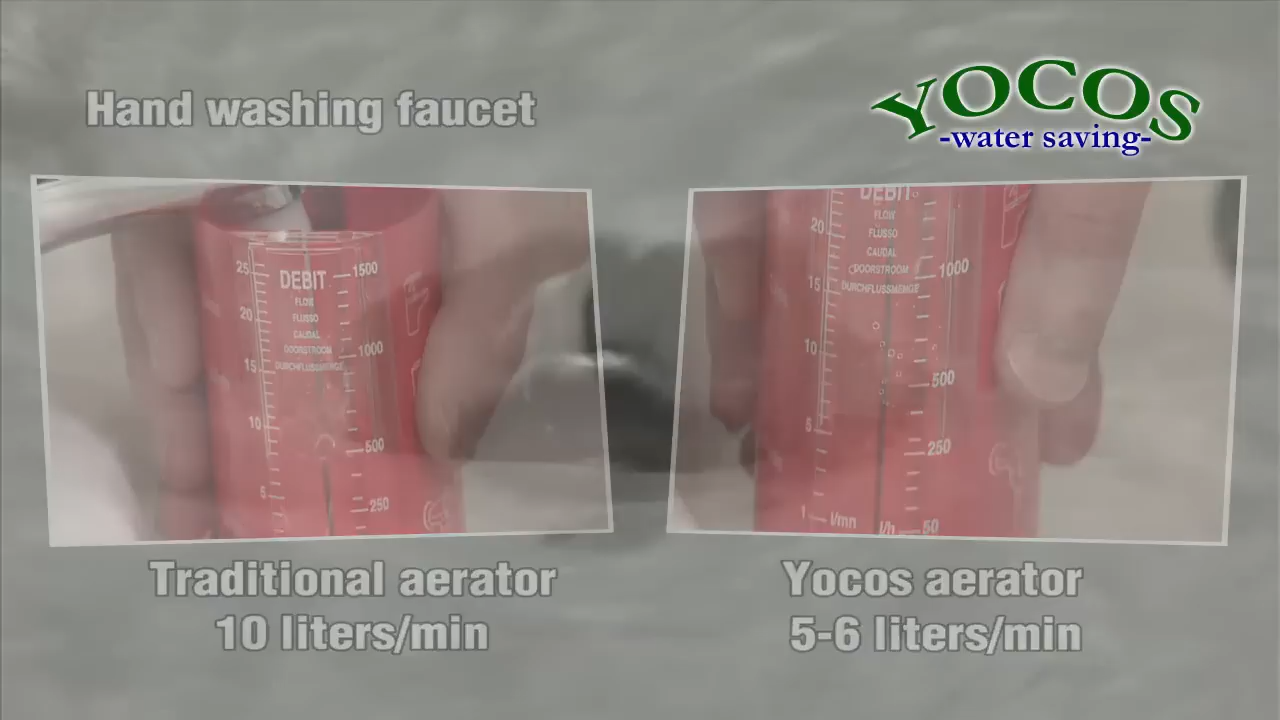 Hand washing faucet
YOCOS
-water saving-
25
20
15
10
5
DEBIT
FLOW
FLUSSO
CAUDAL
DOORSTROOM
DURCHFLUSSMENGE
1500
1000
500
250
20
15
10
5
1
l/mn
DEBIT
FLOW
FLUSSO
CAUDAL
DOORSTROOM
DURCHFLUSSMENGE
1000
500
250
l/h
50
Traditional aerator
10 liters/min
Yocos aerator
5-6 liters/min